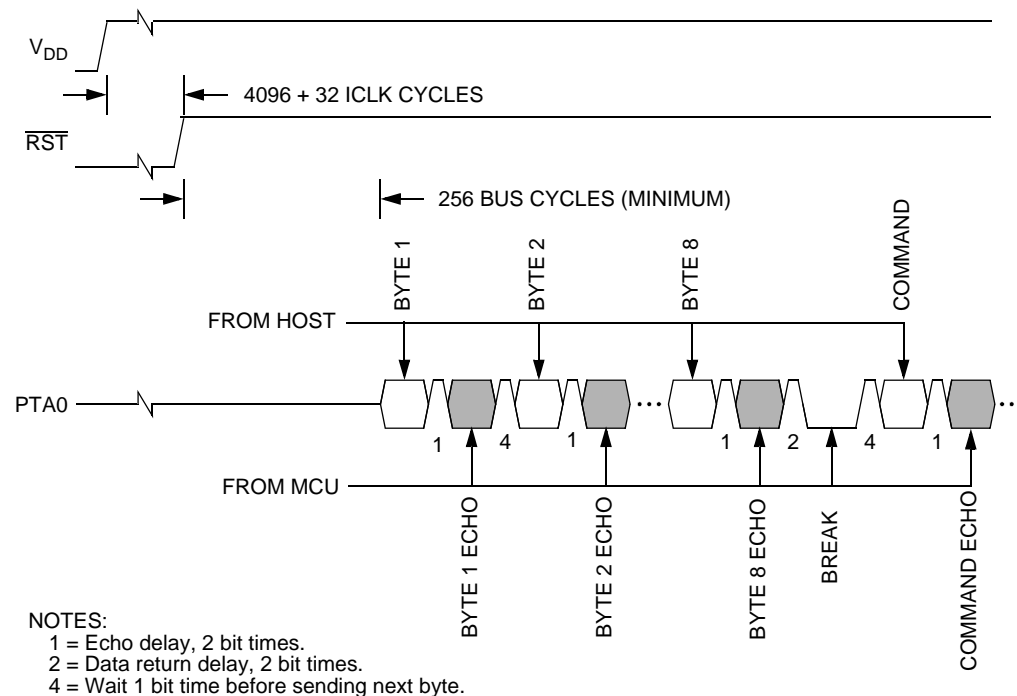 VDD
4096 + 32 ICLK CYCLES
RST
256 BUS CYCLES (MINIMUM)
BYTE 1
BYTE 2
BYTE 8
COMMAND
FROM HOST
PTA0
1
4
1
1
2
4
1
FROM MCU
BYTE 1 ECHO
BYTE 2 ECHO
BYTE 8 ECHO
BREAK
COMMAND ECHO
NOTES:
1 = Echo delay, 2 bit times.
2 = Data return delay, 2 bit times.
4 = Wait 1 bit time before sending next byte.